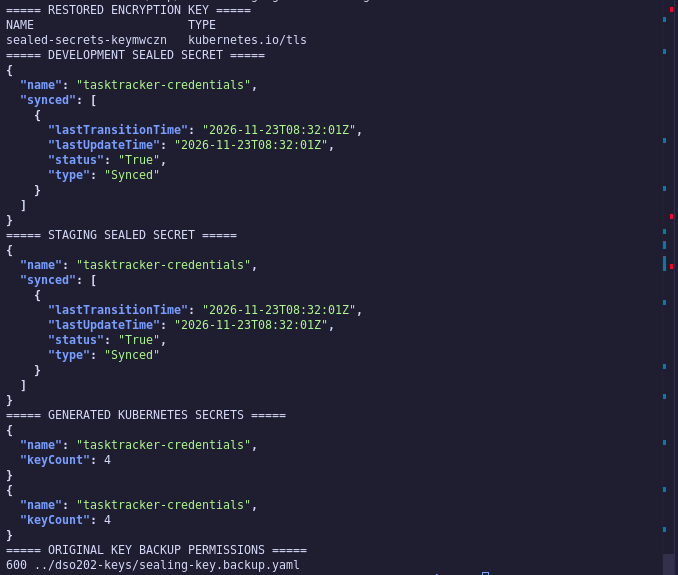 ===== RESTORED ENCRYPTION KEY =====
NAME                      TYPE
sealed-secrets-keymwczn   kubernetes.io/tls
===== DEVELOPMENT SEALED SECRET =====
{
  "name": "tasktracker-credentials",
  "synced": [
    {
      "lastTransitionTime": "2026-11-23T08:32:01Z",
      "lastUpdateTime": "2026-11-23T08:32:01Z",
      "status": "True",
      "type": "Synced"
    }
  ]
}
===== STAGING SEALED SECRET =====
{
  "name": "tasktracker-credentials",
  "synced": [
    {
      "lastTransitionTime": "2026-11-23T08:32:01Z",
      "lastUpdateTime": "2026-11-23T08:32:01Z",
      "status": "True",
      "type": "Synced"
    }
  ]
}
===== GENERATED KUBERNETES SECRETS =====
{
  "name": "tasktracker-credentials",
  "keyCount": 4
}
{
  "name": "tasktracker-credentials",
  "keyCount": 4
}
===== ORIGINAL KEY BACKUP PERMISSIONS =====
600 ../dso202-keys/sealing-key.backup.yaml